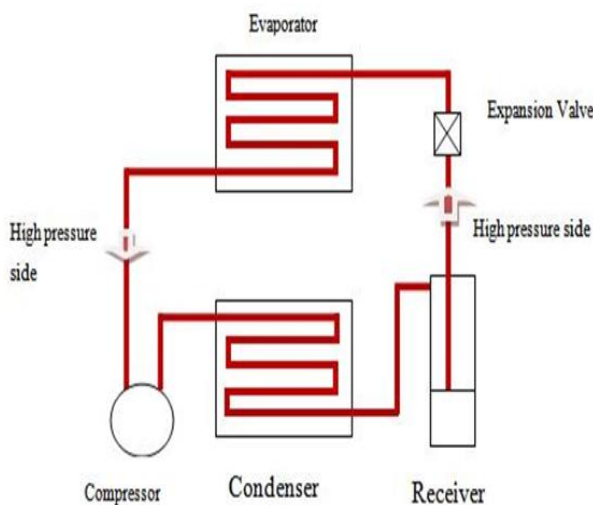 Evaporator
Expansion Valve
High pressure
side
High pressure side
Compressor
Condenser
Receiver